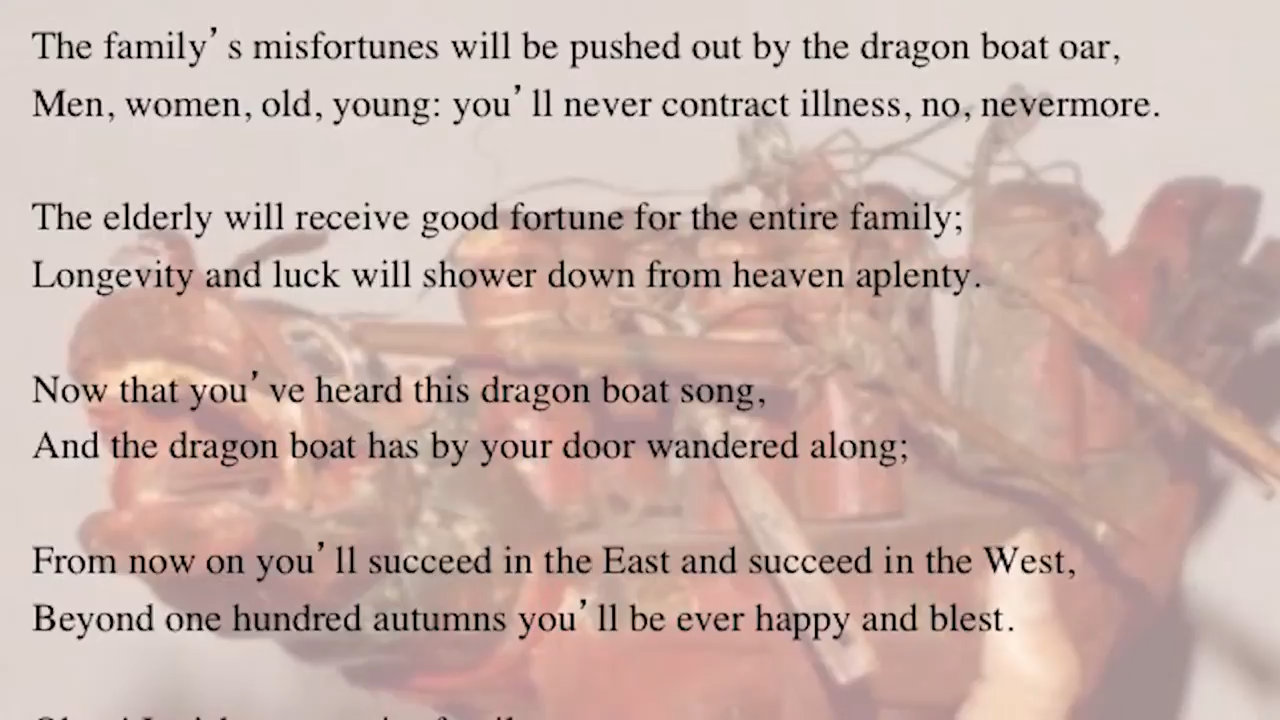 The family's misfortunes will be pushed out by the dragon boat oar,
Men, women, old, young: you'll never contract illness, no, nevermore.
The elderly will receive good fortune for the entire family;
Longevity and luck will shower down from heaven aplenty.
Now that you've heard this dragon boat song,
And the dragon boat has by your door wandered along;
From now on you'll succeed in the East and succeed in the West,
Beyond one hundred autumns you'll be ever happy and blest.